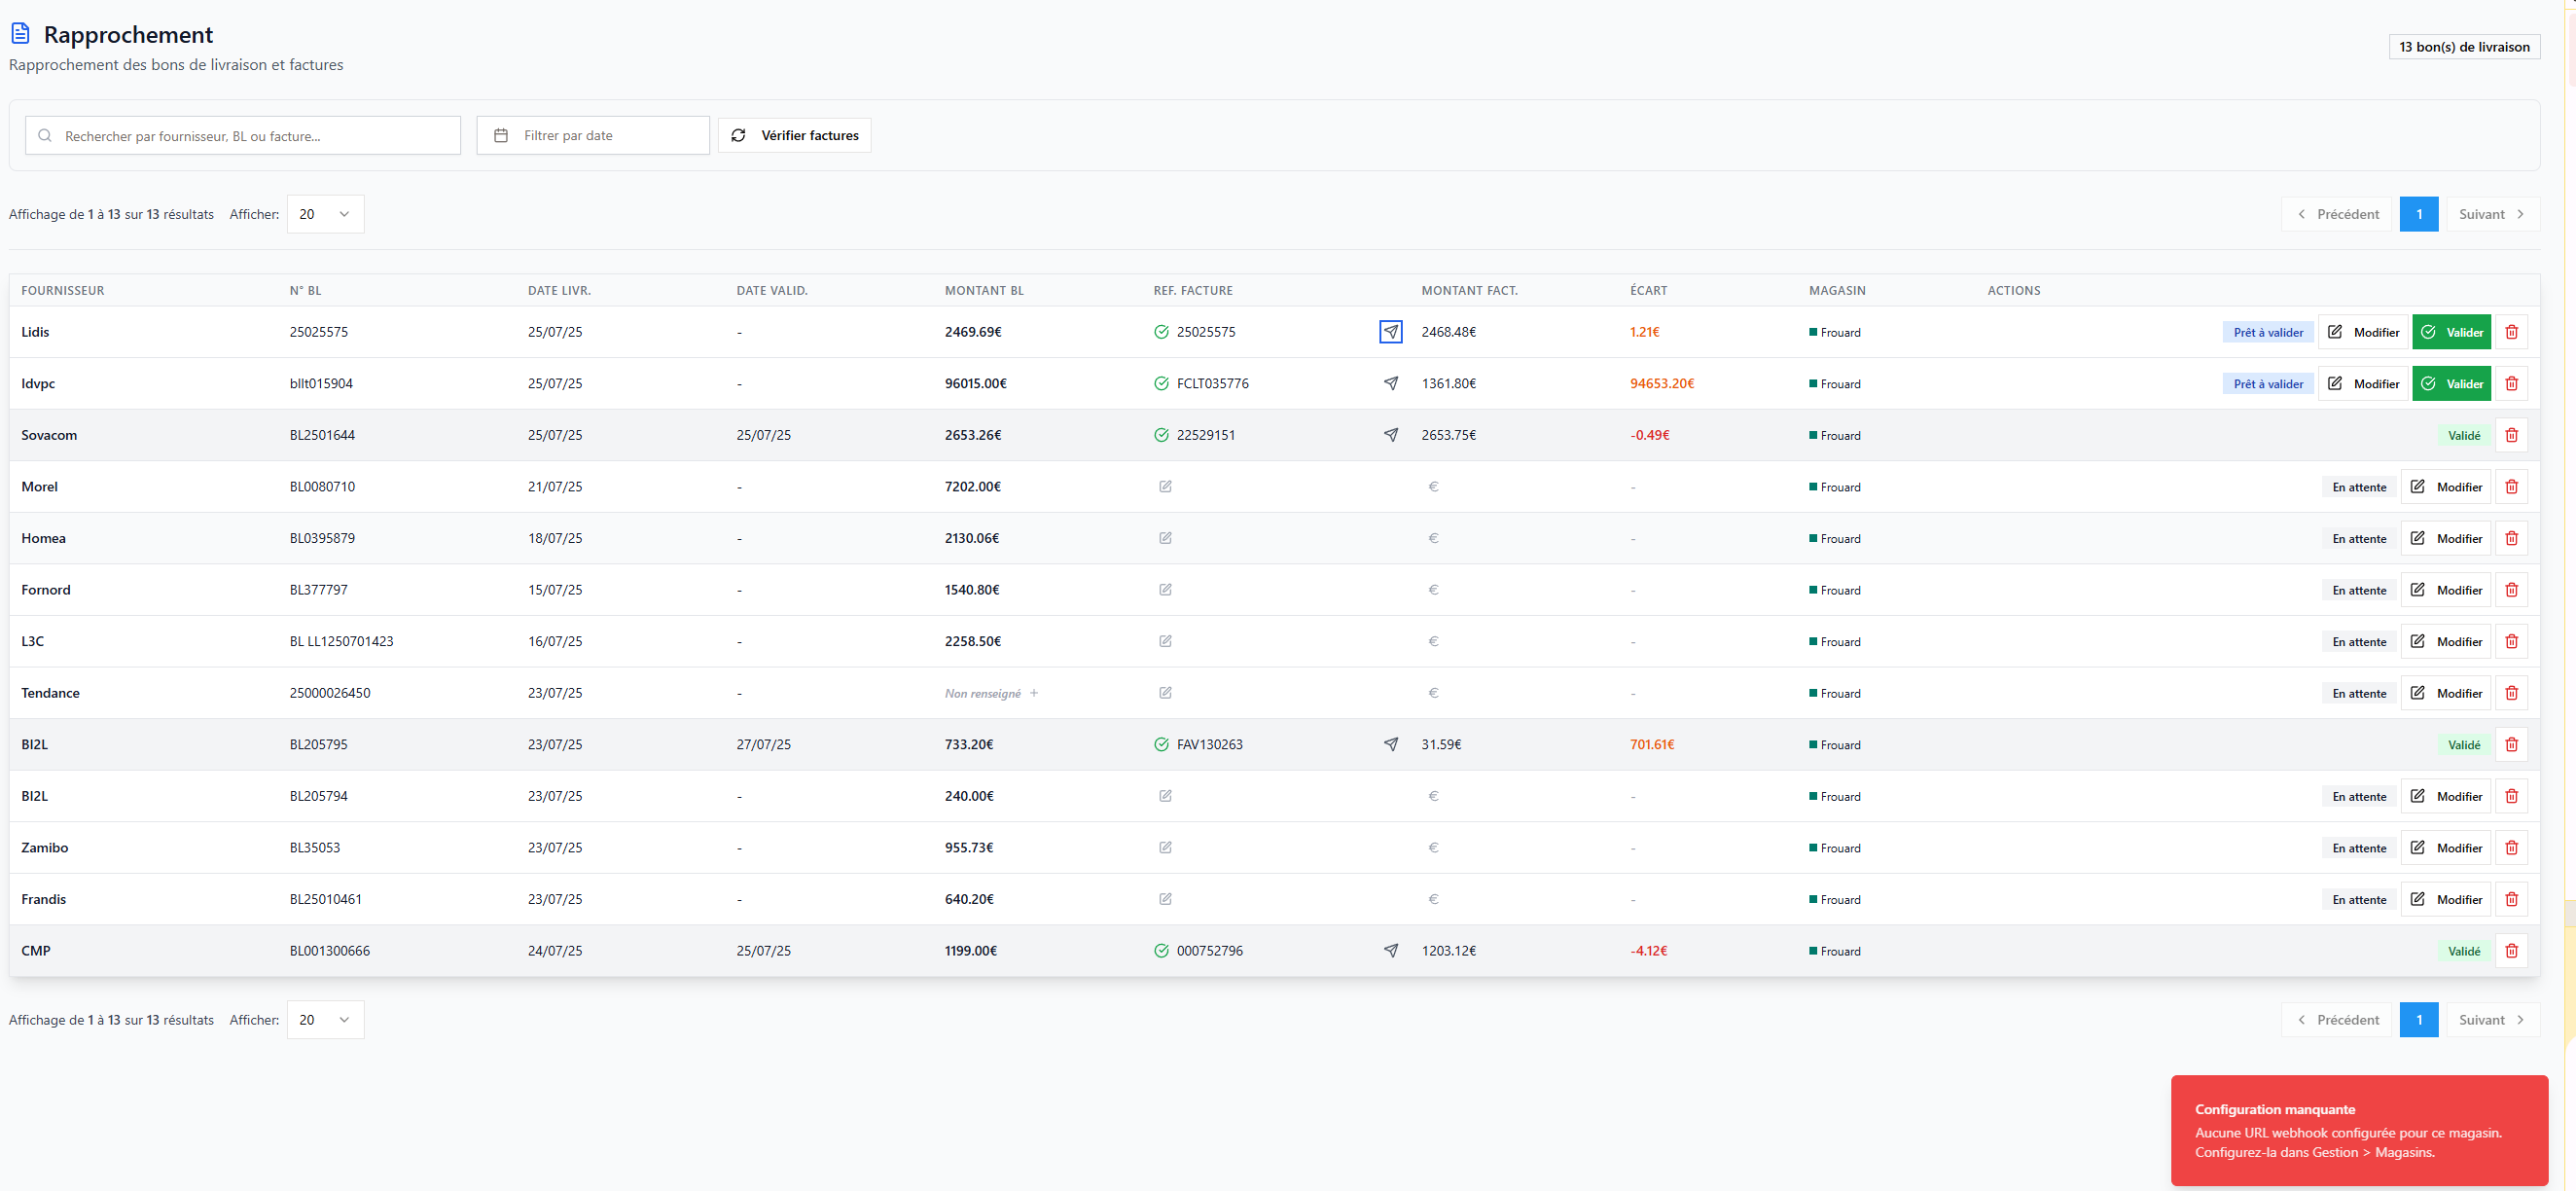 Rapprochement
Rapprochement des bons de livraison et factures
13 bon(s) de livraison
Rechercher par fournisseur, BL ou facture...
Filtrer par date
Vérifier factures
Affichage de 1 à 13 sur 13 résultats Afficher: 20
Précédent 1 Suivant
FOURNISSEUR N° BL DATE LIVR. DATE VALID. MONTANT BL REF. FACTURE MONTANT FACT. ÉCART MAGASIN ACTIONS
Lidis 25025575 25/07/25 - 2469.69€ 25025575 2468.48€ 1.21€ Frouard Prêt à valider Modifier Valider
ldvpc bllt015904 25/07/25 - 96015.00€ FCLT035776 1361.80€ 94653.20€ Frouard Prêt à valider Modifier Valider
Sovacom BL2501644 25/07/25 25/07/25 2653.26€ 22529151 2653.75€ -0.49€ Frouard Validé
Morel BL0080710 21/07/25 - 7202.00€ € - Frouard En attente Modifier
Homea BL0395879 18/07/25 - 2130.06€ € - Frouard En attente Modifier
Fornord BL377797 15/07/25 - 1540.80€ € - Frouard En attente Modifier
L3C BL LL1250701423 16/07/25 - 2258.50€ € - Frouard En attente Modifier
Tendance 25000026450 23/07/25 - Non renseigné + € - Frouard En attente Modifier
BI2L BL205795 23/07/25 27/07/25 733.20€ FAV130263 31.59€ 701.61€ Frouard Validé
BI2L BL205794 23/07/25 - 240.00€ € - Frouard En attente Modifier
Zamibo BL35053 23/07/25 - 955.73€ € - Frouard En attente Modifier
Frandis BL25010461 23/07/25 - 640.20€ € - Frouard En attente Modifier
CMP BL001300666 24/07/25 25/07/25 1199.00€ 000752796 1203.12€ -4.12€ Frouard Validé
Affichage de 1 à 13 sur 13 résultats Afficher: 20
Précédent 1 Suivant
Configuration manquante
Aucune URL webhook configurée pour ce magasin.
Configurez-la dans Gestion > Magasins.